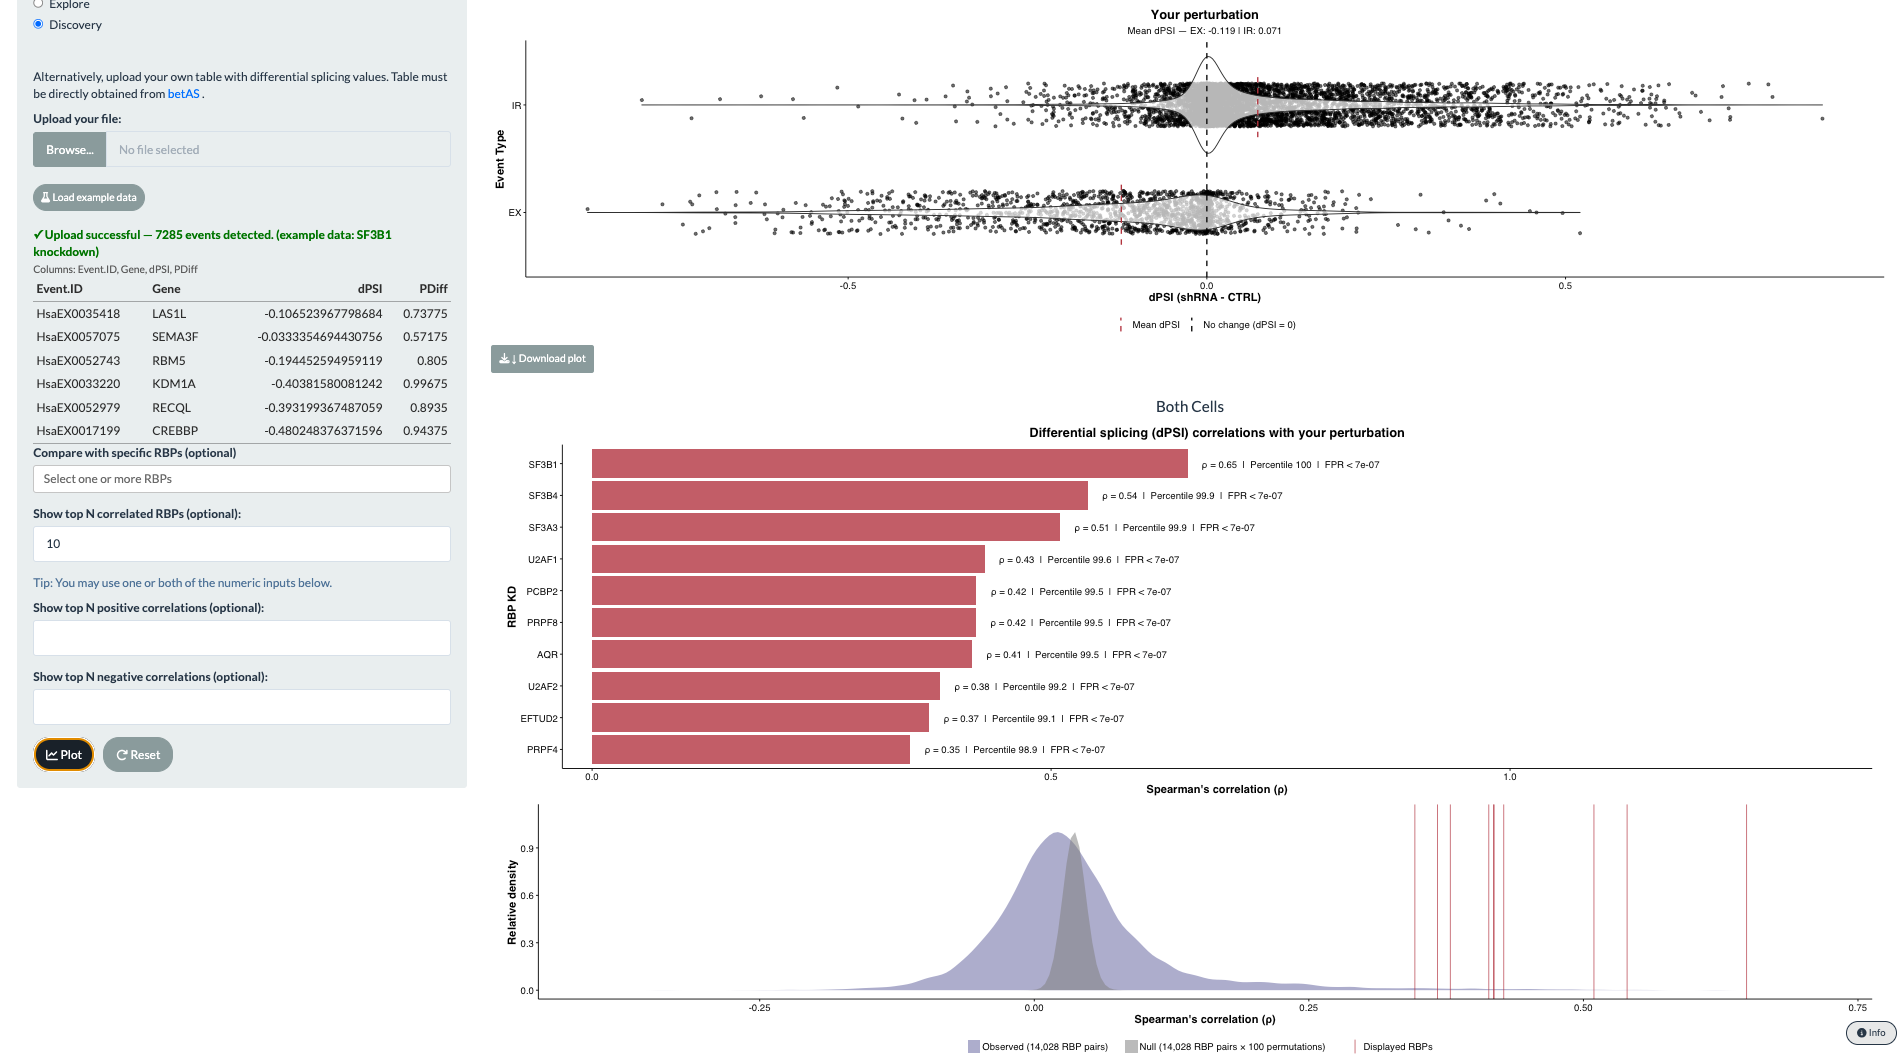 Explore
Discovery
Alternatively, upload your own table with differential splicing values. Table must
be directly obtained from betAS .
Upload your file:
Browse... No file selected
Load example data
✔Upload successful — 7285 events detected. (example data: SF3B1
knockdown)
Columns: Event.ID, Gene, dPSI, PDiff
Event.ID Gene dPSI PDiff
HsaEX0035418 LAS1L -0.106523967798684 0.73775
HsaEX0057075 SEMA3F -0.0333354694430756 0.57175
HsaEX0052743 RBM5 -0.194452594959119 0.805
HsaEX0033220 KDM1A -0.40381580081242 0.99675
HsaEX0052979 RECQL -0.393199367487059 0.8935
HsaEX0017199 CREBBP -0.480248376371596 0.94375
Compare with specific RBPs (optional)
Select one or more RBPs
Show top N correlated RBPs (optional):
10
Tip: You may use one or both of the numeric inputs below.
Show top N positive correlations (optional):
Show top N negative correlations (optional):
Plot Reset
Your perturbation
Mean dPSI — EX: -0.119 | IR: 0.071
Event Type
IR
EX
-0.5 0.0 0.5
dPSI (shRNA - CTRL)
Mean dPSI No change (dPSI = 0)
↓ Download plot
Both Cells
Differential splicing (dPSI) correlations with your perturbation
RBP KD
SF3B1 ρ = 0.65 | Percentile 100 | FPR < 7e-07
SF3B4 ρ = 0.54 | Percentile 99.9 | FPR < 7e-07
SF3A3 ρ = 0.51 | Percentile 99.9 | FPR < 7e-07
U2AF1 ρ = 0.43 | Percentile 99.6 | FPR < 7e-07
PCBP2 ρ = 0.42 | Percentile 99.5 | FPR < 7e-07
PRPF8 ρ = 0.42 | Percentile 99.5 | FPR < 7e-07
AQR ρ = 0.41 | Percentile 99.5 | FPR < 7e-07
U2AF2 ρ = 0.38 | Percentile 99.2 | FPR < 7e-07
EFTUD2 ρ = 0.37 | Percentile 99.1 | FPR < 7e-07
PRPF4 ρ = 0.35 | Percentile 98.9 | FPR < 7e-07
0.0 0.5 1.0
Spearman's correlation (ρ)
Relative density
0.9
0.6
0.3
0.0
-0.25 0.00 0.25 0.50 0.75
Spearman's correlation (ρ)
Observed (14,028 RBP pairs) Null (14,028 RBP pairs × 100 permutations) Displayed RBPs
Info